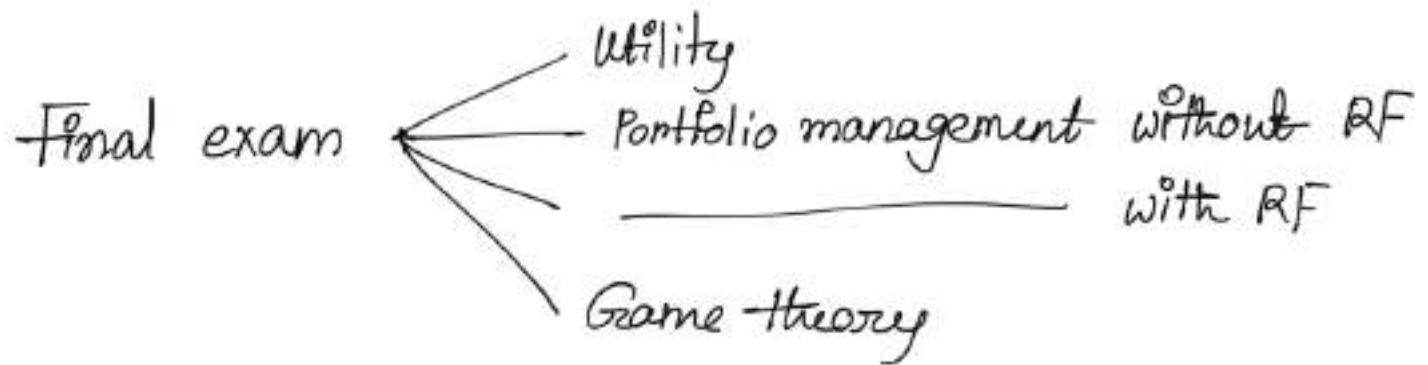 Utility
Final exam Portfolio management without RF
with RF
Game theory